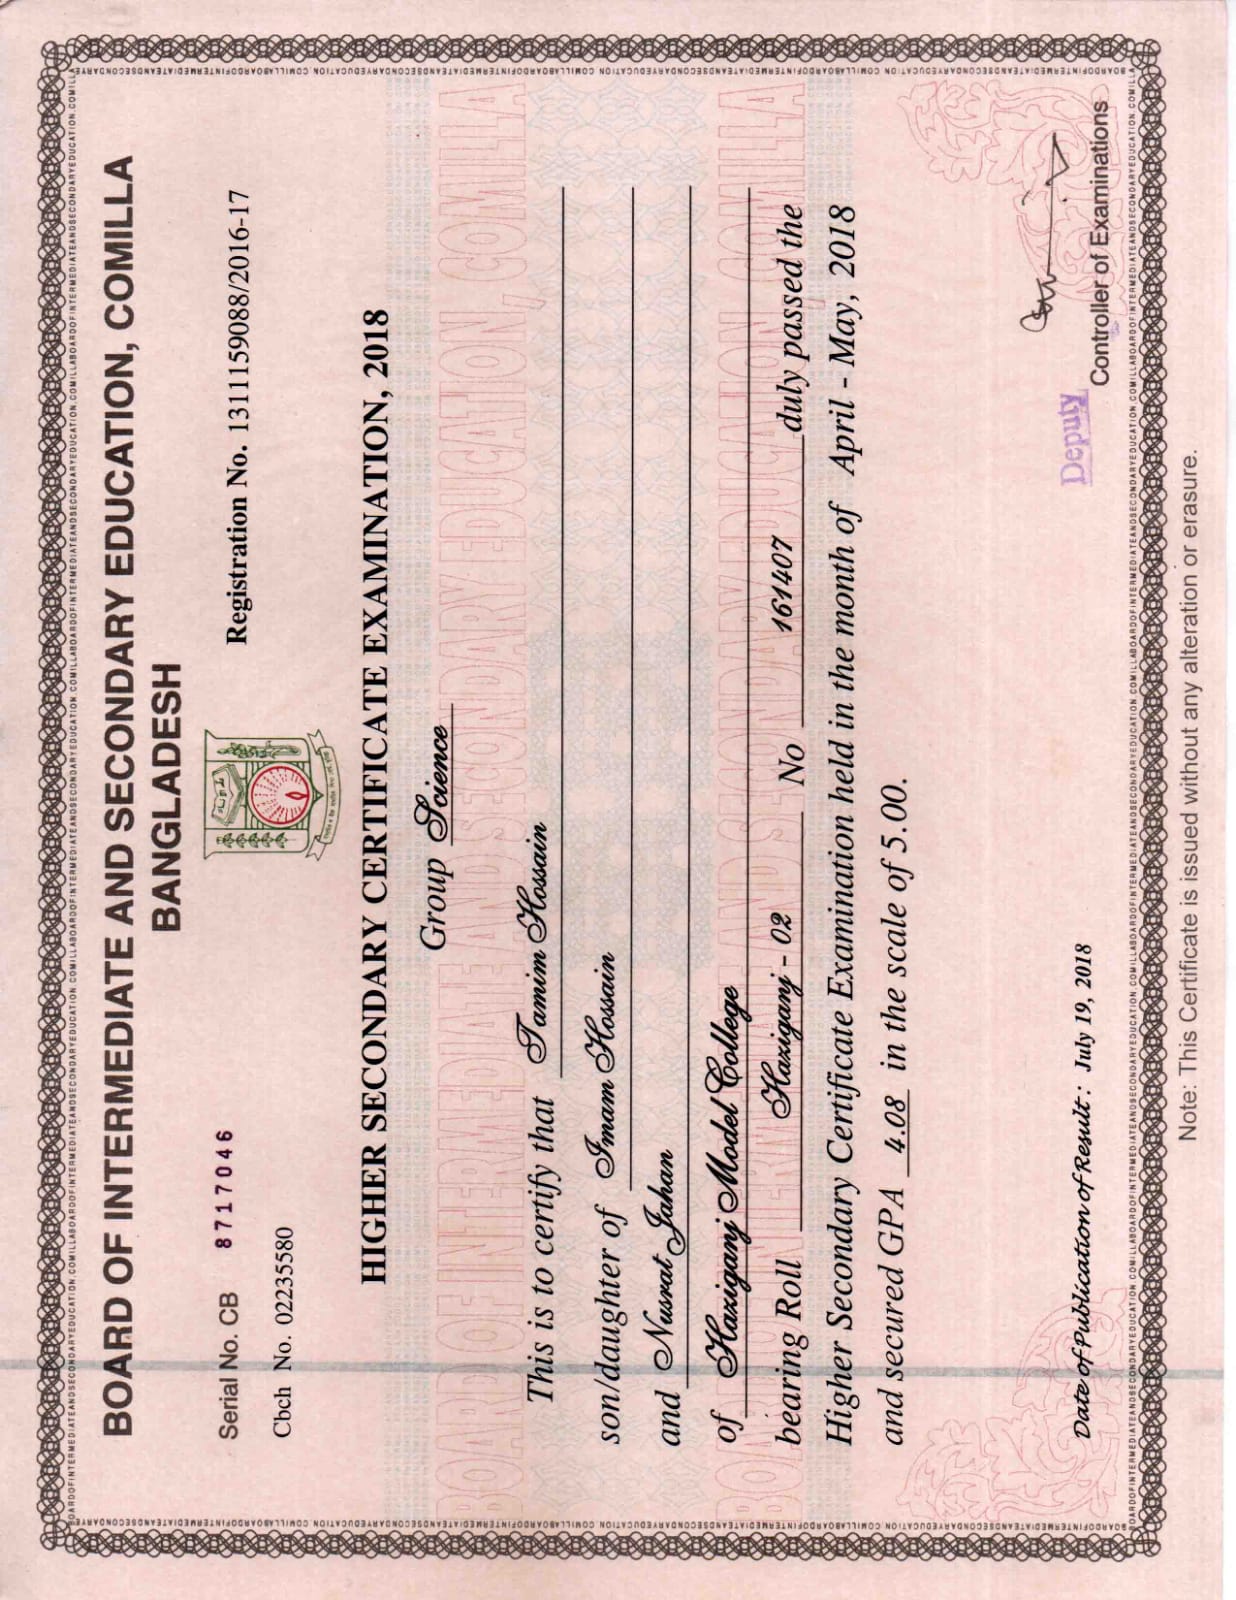 BOARD OF INTERMEDIATE AND SECONDARY EDUCATION, COMILLA
BANGLADESH
Serial No. CB 8717046
Registration No. 1311159088/2016-17
Cbch No. 02235580
HIGHER SECONDARY CERTIFICATE EXAMINATION, 2018
Group Science
This is to certify that Tamim Hossain
son/daughter of Imam Hossain
and Nusrat Jahan
of Haziganj Model College
bearing Roll Haziganj - 02 No 161407 duly passed the
Higher Secondary Certificate Examination held in the month of April - May, 2018
and secured GPA 4.08 in the scale of 5.00.
Date of Publication of Result : July 19, 2018
Deputy
Controller of Examinations
Note: This Certificate is issued without any alteration or erasure.